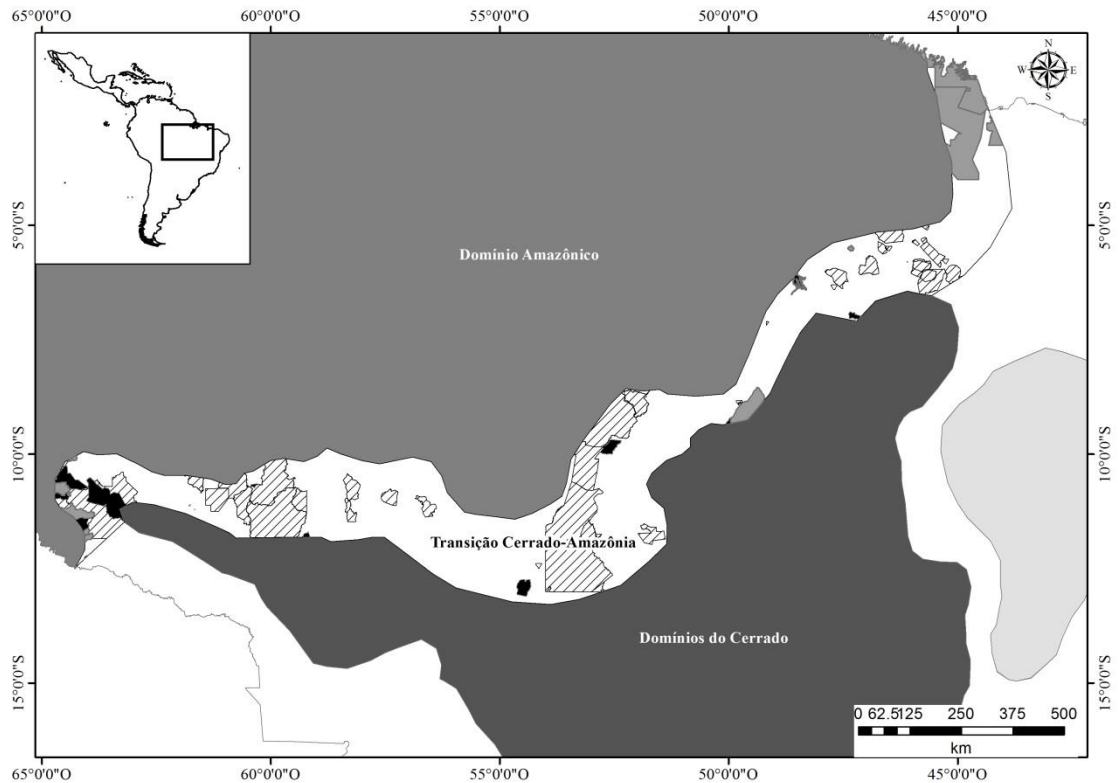 65°0'0"O 60°0'0"O 55°0'0"O 50°0'0"O 45°0'0"O
N
W E
S
5°0'0"S 5°0'0"S
Domínio Amazônico
10°0'0"S 10°0'0"S
Transição Cerrado-Amazônia
Domínios do Cerrado
15°0'0"S 15°0'0"S
0 62.5125 250 375 500
km
65°0'0"O 60°0'0"O 55°0'0"O 50°0'0"O 45°0'0"O